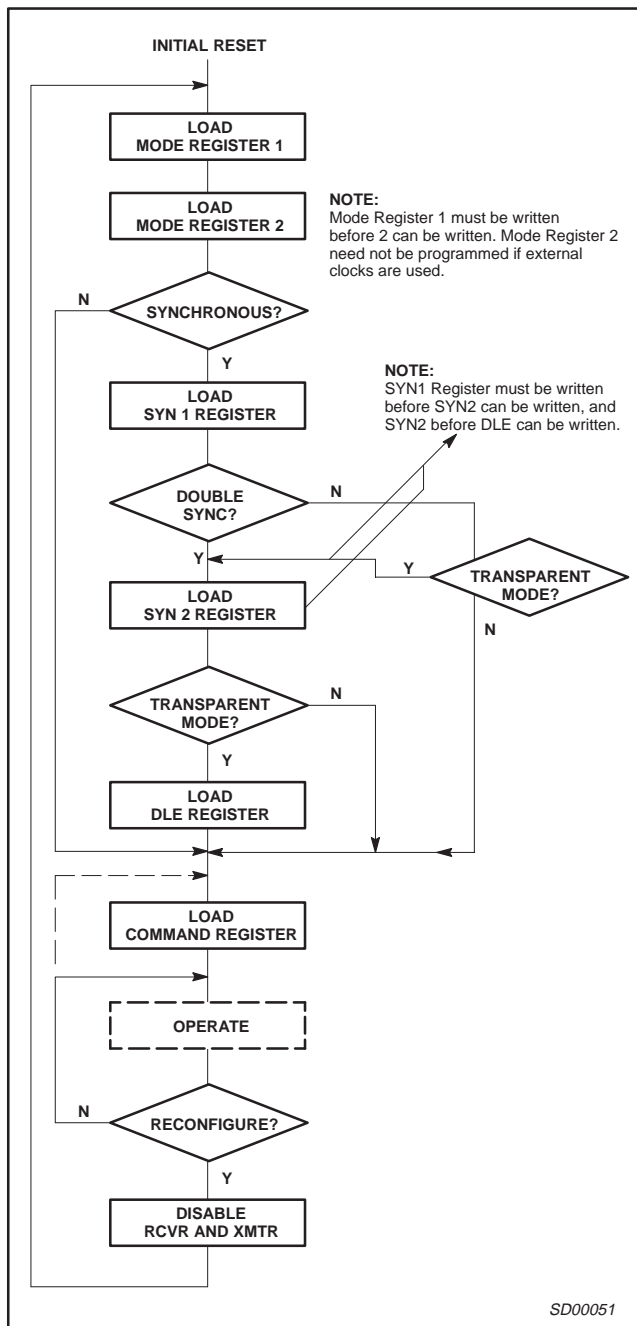 INITIAL RESET
LOAD
MODE REGISTER 1
LOAD
MODE REGISTER 2
NOTE:
Mode Register 1 must be written
before 2 can be written. Mode Register 2
need not be programmed if external
clocks are used.
N
SYNCHRONOUS?
Y
NOTE:
SYN1 Register must be written
before SYN2 can be written, and
SYN2 before DLE can be written.
LOAD
SYN 1 REGISTER
DOUBLE
SYNC?
N
Y
Y
TRANSPARENT
MODE?
LOAD
SYN 2 REGISTER
N
TRANSPARENT
MODE?
N
Y
LOAD
DLE REGISTER
LOAD
COMMAND REGISTER
OPERATE
N
RECONFIGURE?
Y
DISABLE
RCVR AND XMTR
SD00051